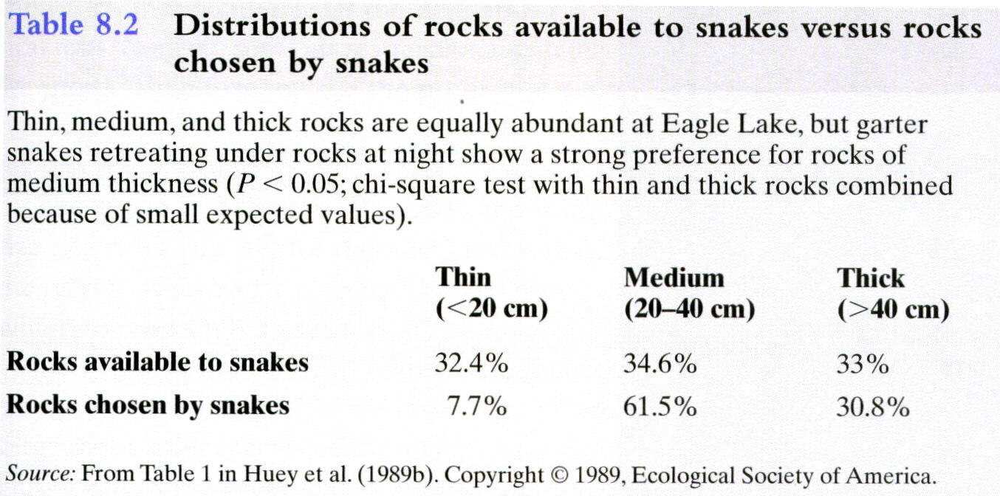 Table 8.2 Distributions of rocks available to snakes versus rocks
chosen by snakes
Thin, medium, and thick rocks are equally abundant at Eagle Lake, but garter
snakes retreating under rocks at night show a strong preference for rocks of
medium thickness (P < 0.05; chi-square test with thin and thick rocks combined
because of small expected values).
Thin Medium Thick
(<20 cm) (20–40 cm) (>40 cm)
Rocks available to snakes 32.4% 34.6% 33%
Rocks chosen by snakes 7.7% 61.5% 30.8%
Source: From Table 1 in Huey et al. (1989b). Copyright © 1989, Ecological Society of America.